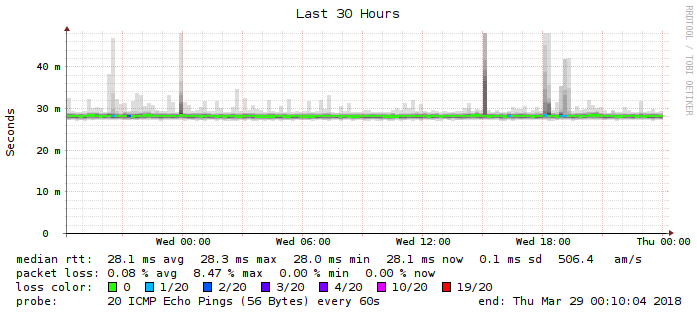 Last 30 Hours
RRDTOOL / TOBI OETIKER
Seconds
40 m
30 m
20 m
10 m
0
Wed 00:00 Wed 06:00 Wed 12:00 Wed 18:00 Thu 00:00
median rtt: 28.1 ms avg 28.3 ms max 28.0 ms min 28.1 ms now 0.1 ms sd 506.4 am/s
packet loss: 0.08 % avg 8.47 % max 0.00 % min 0.00 % now
loss color: 0 1/20 2/20 3/20 4/20 10/20 19/20
probe: 20 ICMP Echo Pings (56 Bytes) every 60s end: Thu Mar 29 00:10:04 2018